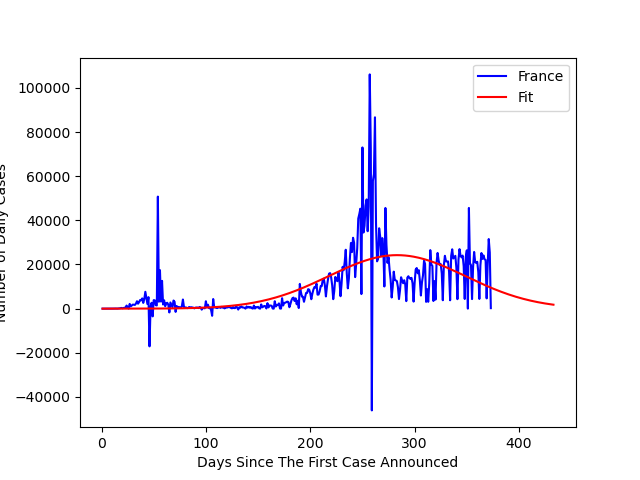 France
Fit
100000
80000
60000
40000
20000
0
−20000
−40000
Number of Daily Cases
0 100 200 300 400
Days Since The First Case Announced